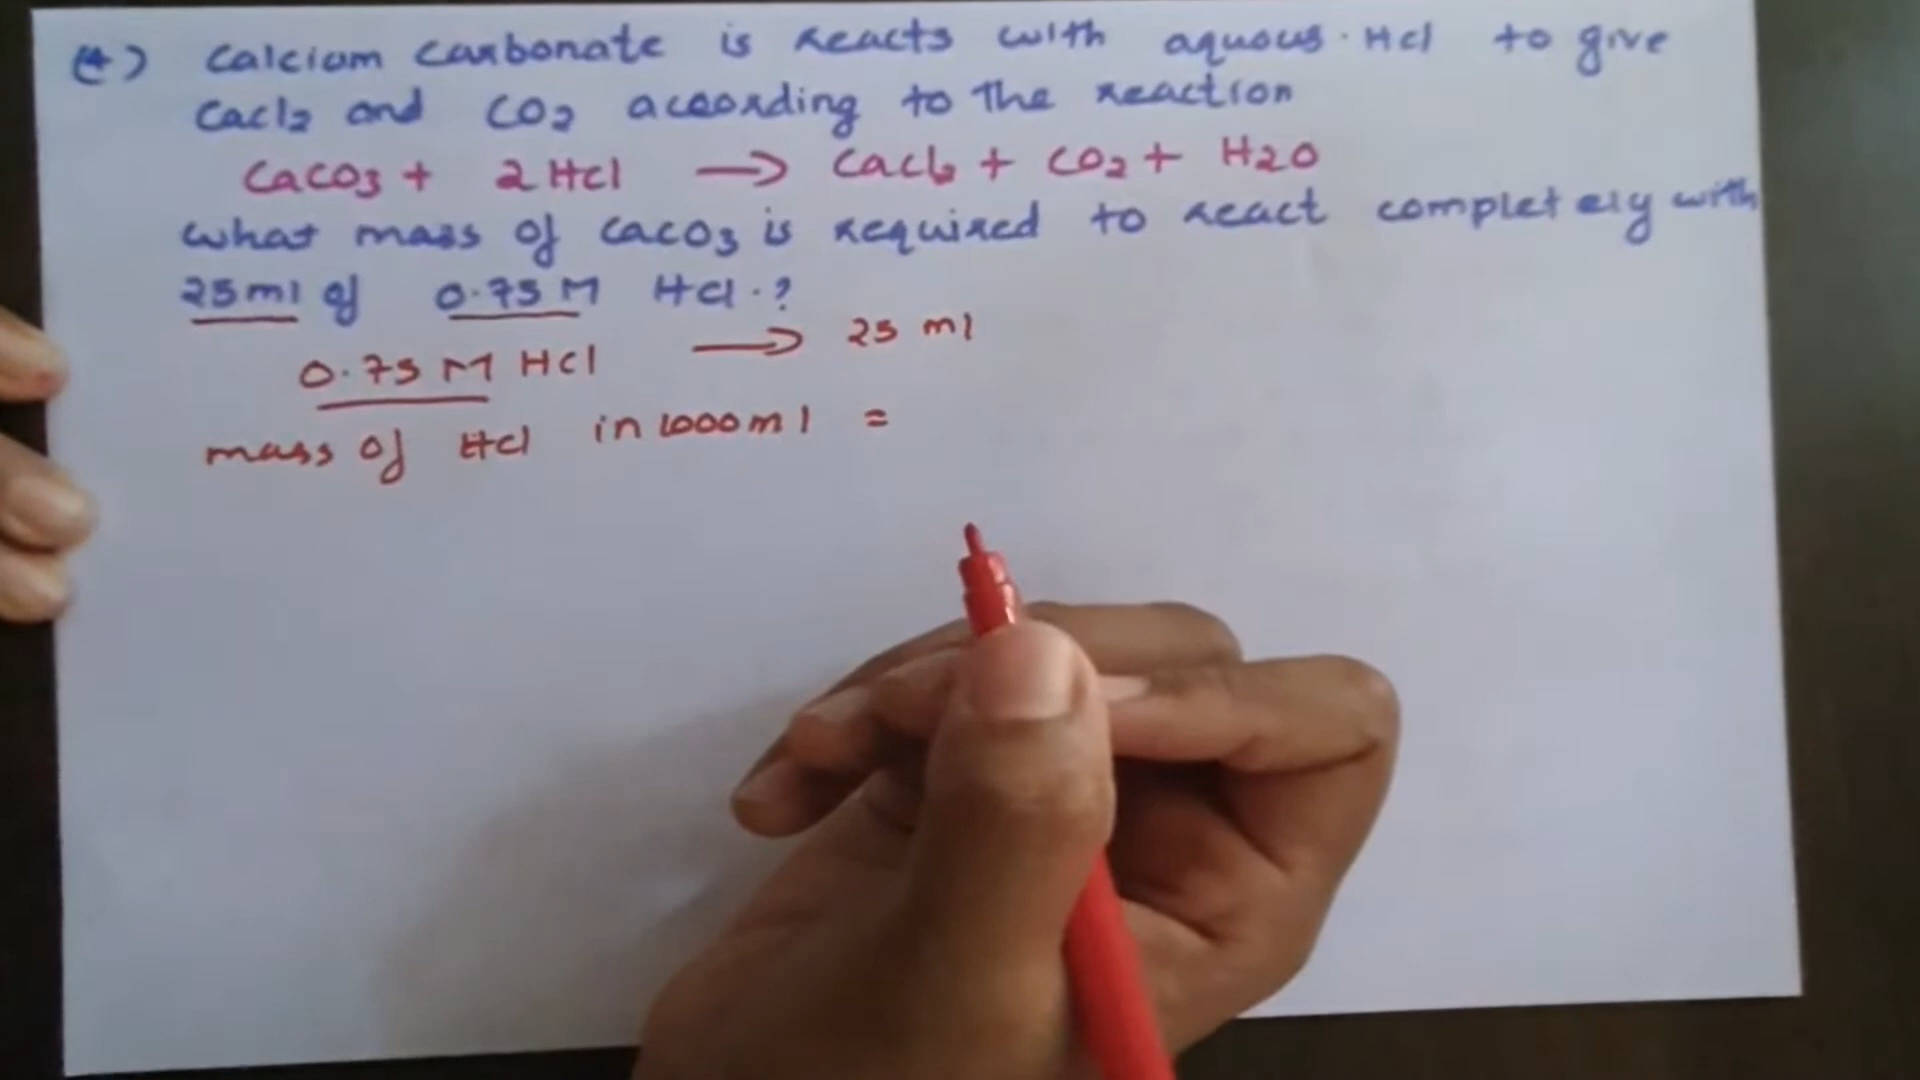 (4) Calcium carbonate is reacts with aquous. Hcl to give
Cacl2 and CO2 according to the reaction
CaCO3 + 2 Hcl → CaCl2 + CO2 + H2O
what mass of CaCO3 is required to react completely with
25ml of 0.75 M Hcl.?
0.75 M HCl → 25 ml
mass of Hcl in 1000ml =